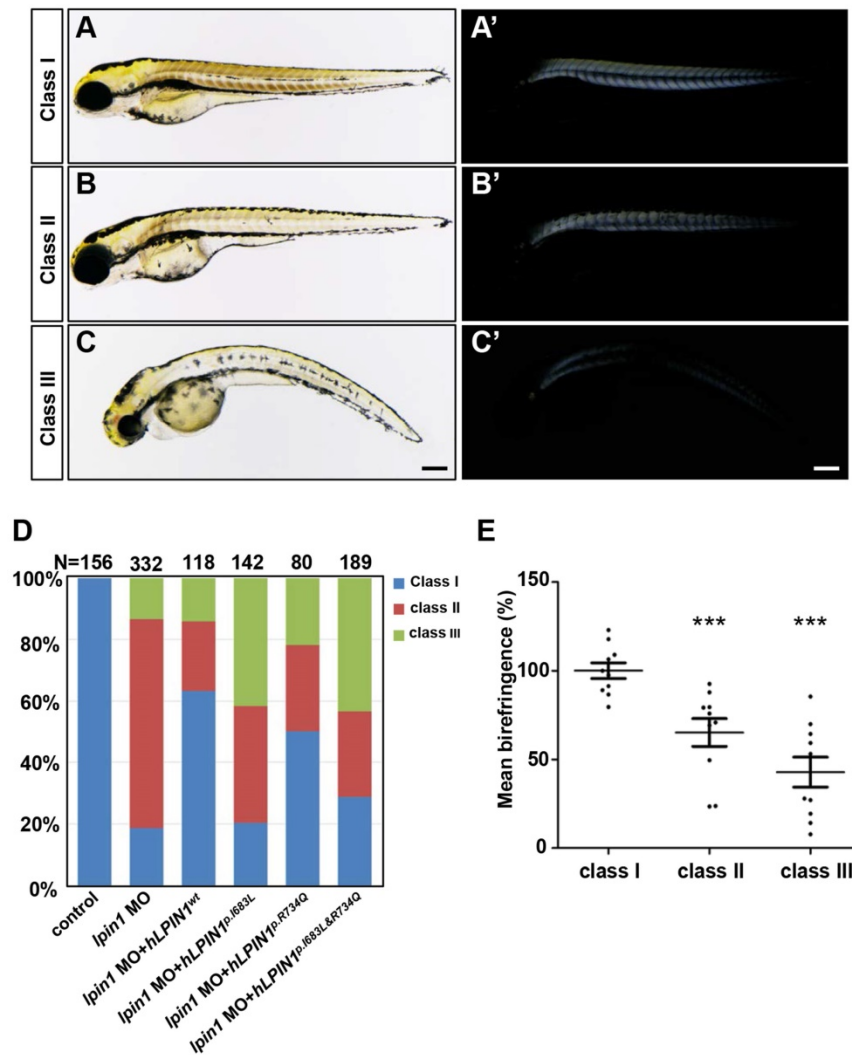 Class I
A
A'
Class II
B
B'
Class III
C
C'
D
N=156 332 118 142 80 189
100%
80%
60%
40%
20%
0%
Class I
class II
class III
control
lpin1 MO
lpin1 MO+hLPIN1wt
lpin1 MO+hLPIN1p.I683L
lpin1 MO+hLPIN1p.R734Q
lpin1 MO+hLPIN1p.I683L&R734Q
E
Mean birefringence (%)
150
100
50
0
*** ***
class I class II class III